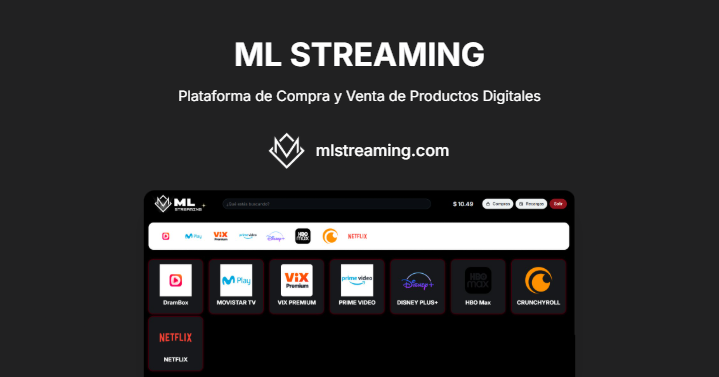 ML STREAMING
Plataforma de Compra y Venta de Productos Digitales
mlstreaming.com
ML
STREAMING
¿Qué estás buscando?
$ 10.49
Compras
Recargas
Salir
M Play
ViX
Premium
prime video
Disney+
HBO
max
NETFLIX
M Play
ViX
Premium
prime video
Disney+
HBO
max
DramBox
MOVISTAR TV
VIX PREMIUM
PRIME VIDEO
DISNEY PLUS+
HBO Max
CRUNCHYROLL
NETFLIX
NETFLIX